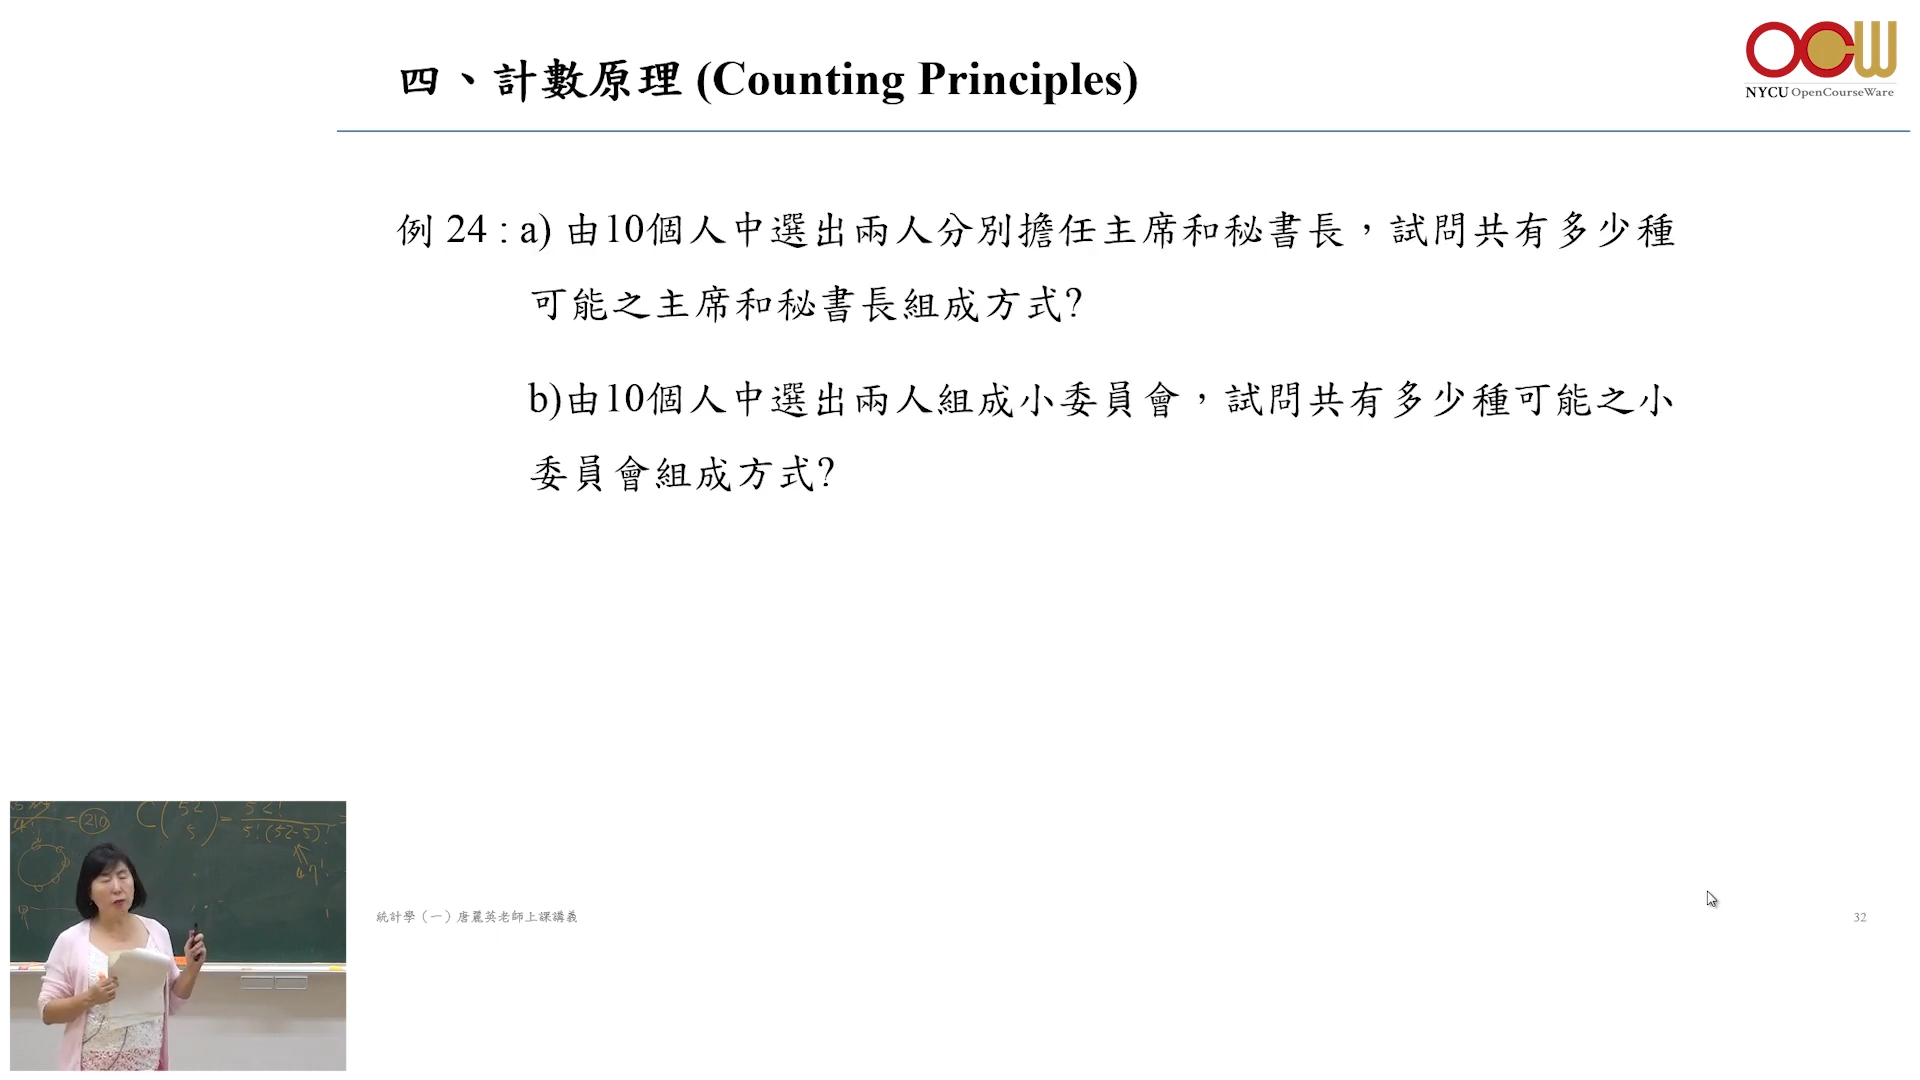 四、計數原理 (Counting Principles)
OCW
NYCU OpenCourseWare
例 24 : a) 由10個人中選出兩人分別擔任主席和秘書長，試問共有多少種
可能之主席和秘書長組成方式?
b)由10個人中選出兩人組成小委員會，試問共有多少種可能之小
委員會組成方式?
= 210 C(52 5) = 52! / 5!(52-5)! =
47!
統計學（一）唐麗英老師上課講義
32